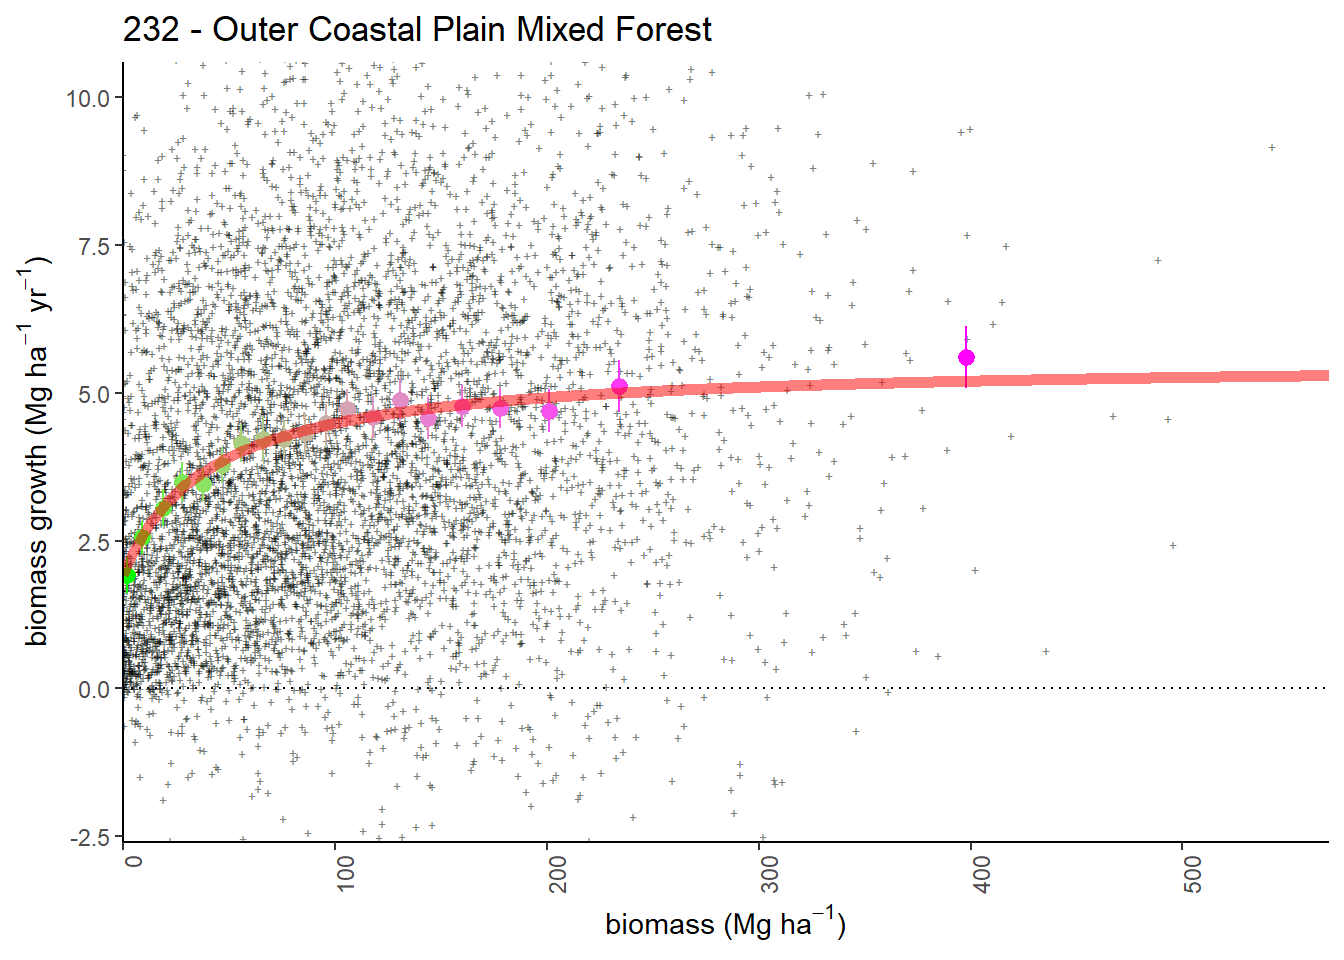 232 - Outer Coastal Plain Mixed Forest
biomass growth (Mg ha⁻¹ yr⁻¹)
10.0
7.5
5.0
2.5
0.0
-2.5
0 100 200 300 400 500
biomass (Mg ha⁻¹)